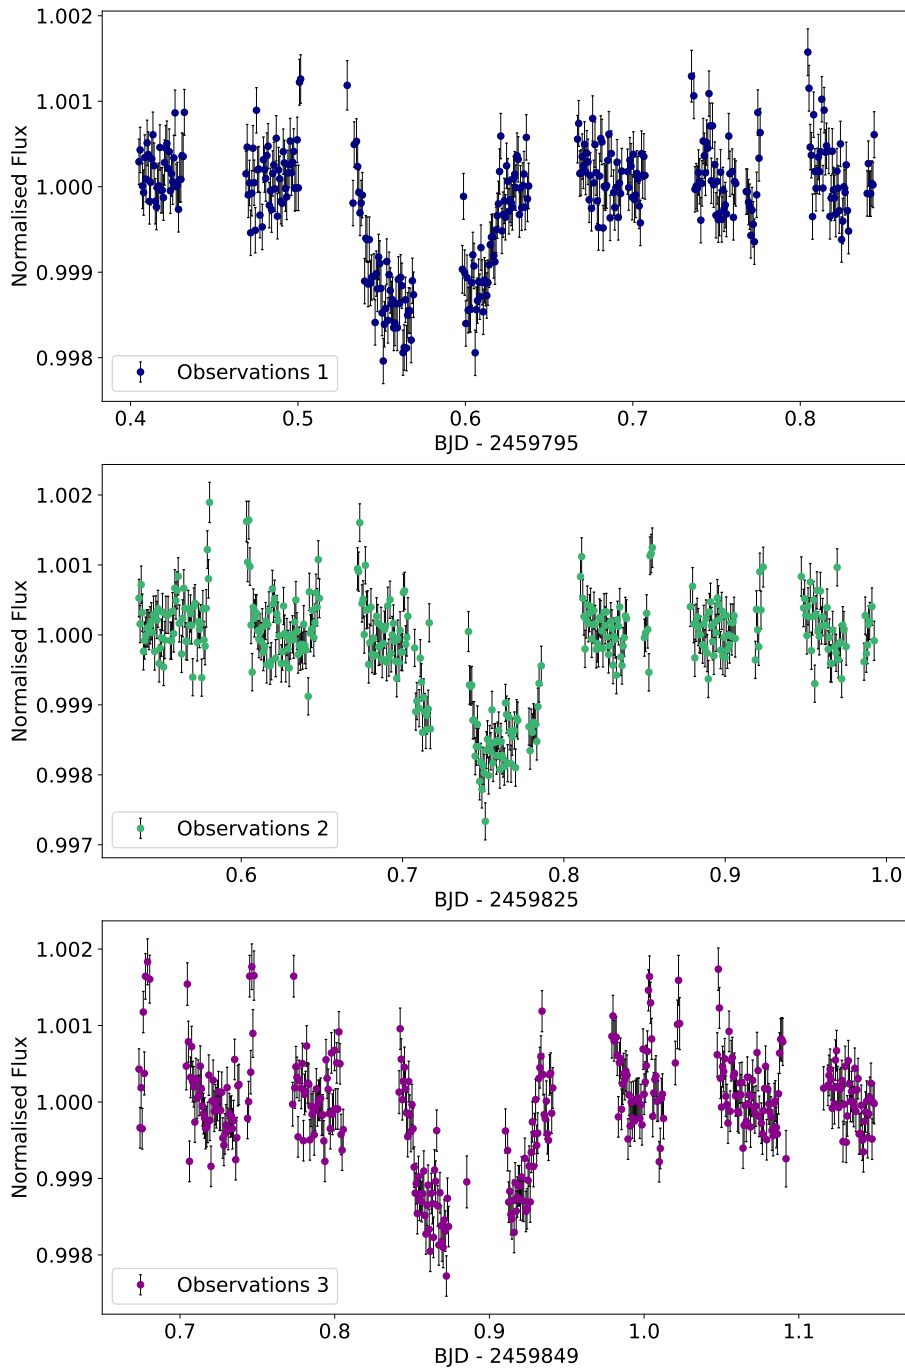 1.002
1.001
1.000
0.999
0.998
Normalised Flux
Observations 1
0.4 0.5 0.6 0.7 0.8
BJD - 2459795
1.002
1.001
1.000
0.999
0.998
0.997
Normalised Flux
Observations 2
0.6 0.7 0.8 0.9 1.0
BJD - 2459825
1.002
1.001
1.000
0.999
0.998
Normalised Flux
Observations 3
0.7 0.8 0.9 1.0 1.1
BJD - 2459849